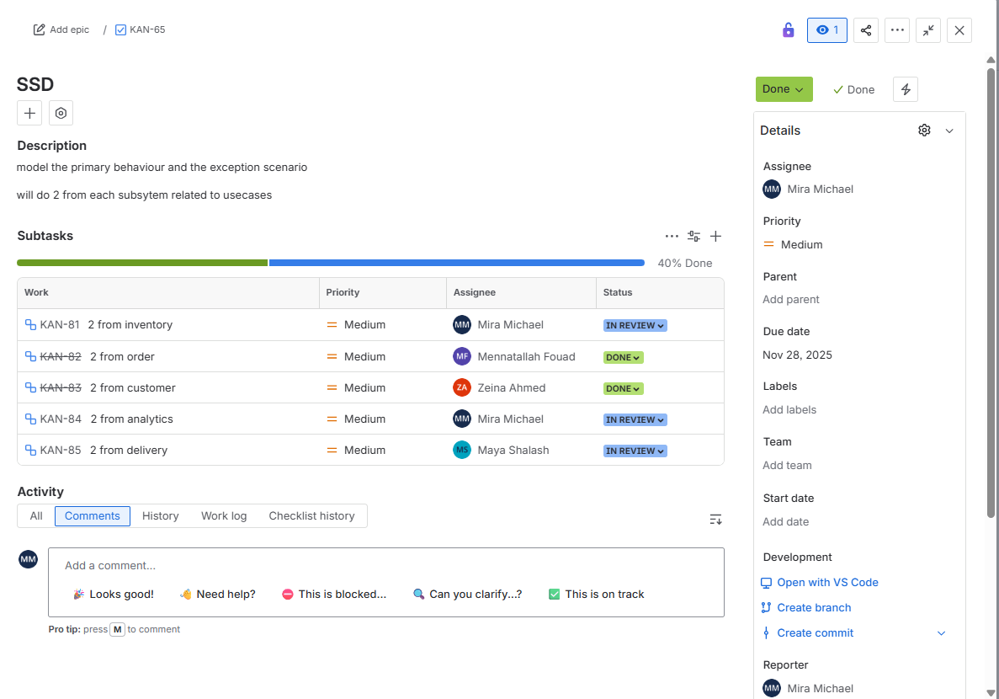 Add epic / KAN-65
1
SSD
Done
Done
Description
model the primary behaviour and the exception scenario
will do 2 from each subsytem related to usecases
Subtasks
40% Done
Work Priority Assignee Status
KAN-81 2 from inventory Medium MM Mira Michael IN REVIEW
KAN-82 2 from order Medium MF Mennatallah Fouad DONE
KAN-83 2 from customer Medium ZA Zeina Ahmed DONE
KAN-84 2 from analytics Medium MM Mira Michael IN REVIEW
KAN-85 2 from delivery Medium MS Maya Shalash IN REVIEW
Activity
All Comments History Work log Checklist history
MM
Add a comment...
Looks good! Need help? This is blocked... Can you clarify...? This is on track
Pro tip: press M to comment
Details
Assignee
MM Mira Michael
Priority
Medium
Parent
Add parent
Due date
Nov 28, 2025
Labels
Add labels
Team
Add team
Start date
Add date
Development
Open with VS Code
Create branch
Create commit
Reporter
MM Mira Michael